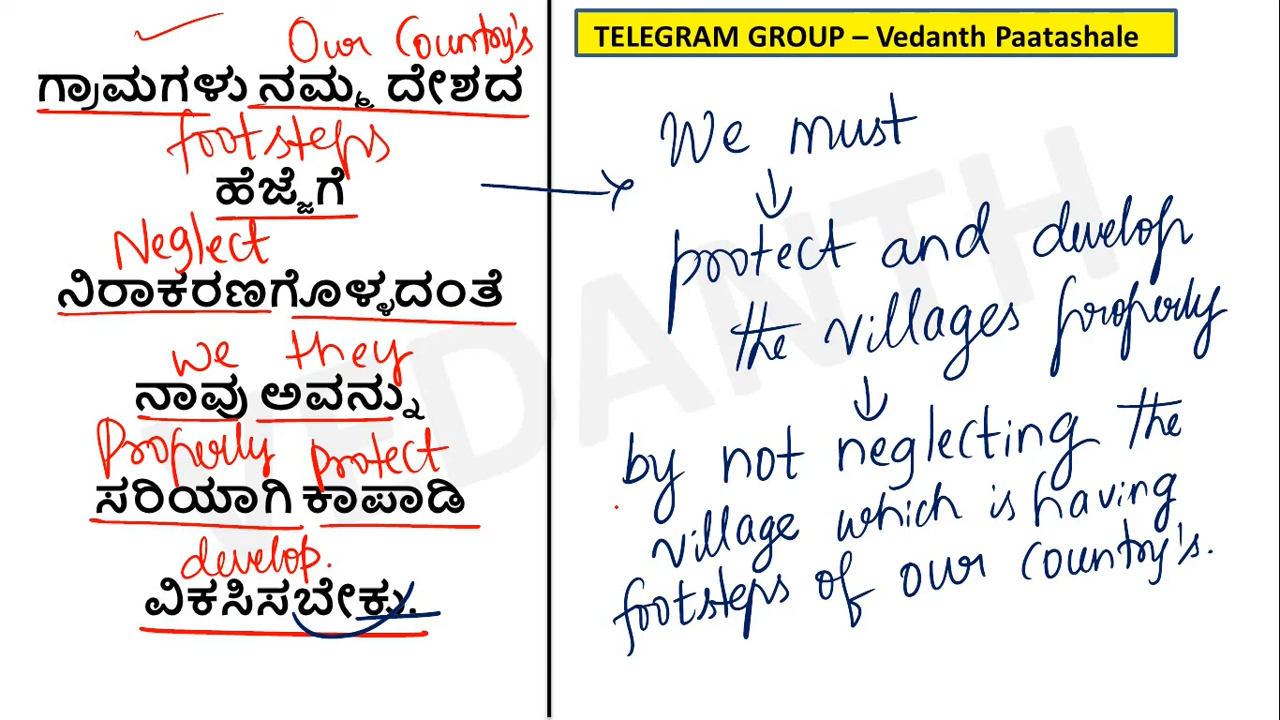 Our Country's
ಗ್ರಾಮಗಳು ನಮ್ಮ ದೇಶದ
footsteps
ಹೆಜ್ಜೆಗೆ
Neglect
ನಿರಾಕರಣಗೊಳ್ಳದಂತೆ
we they
ನಾವು ಅವನ್ನು
Properly protect
ಸರಿಯಾಗಿ ಕಾಪಾಡಿ
develop.
ವಿಕಸಿಸಬೇಕು.
TELEGRAM GROUP – Vedanth Paatashale
We must
protect and develop
the villages properly
by not neglecting the
village which is having
footsteps of our country's.
VEDANTH